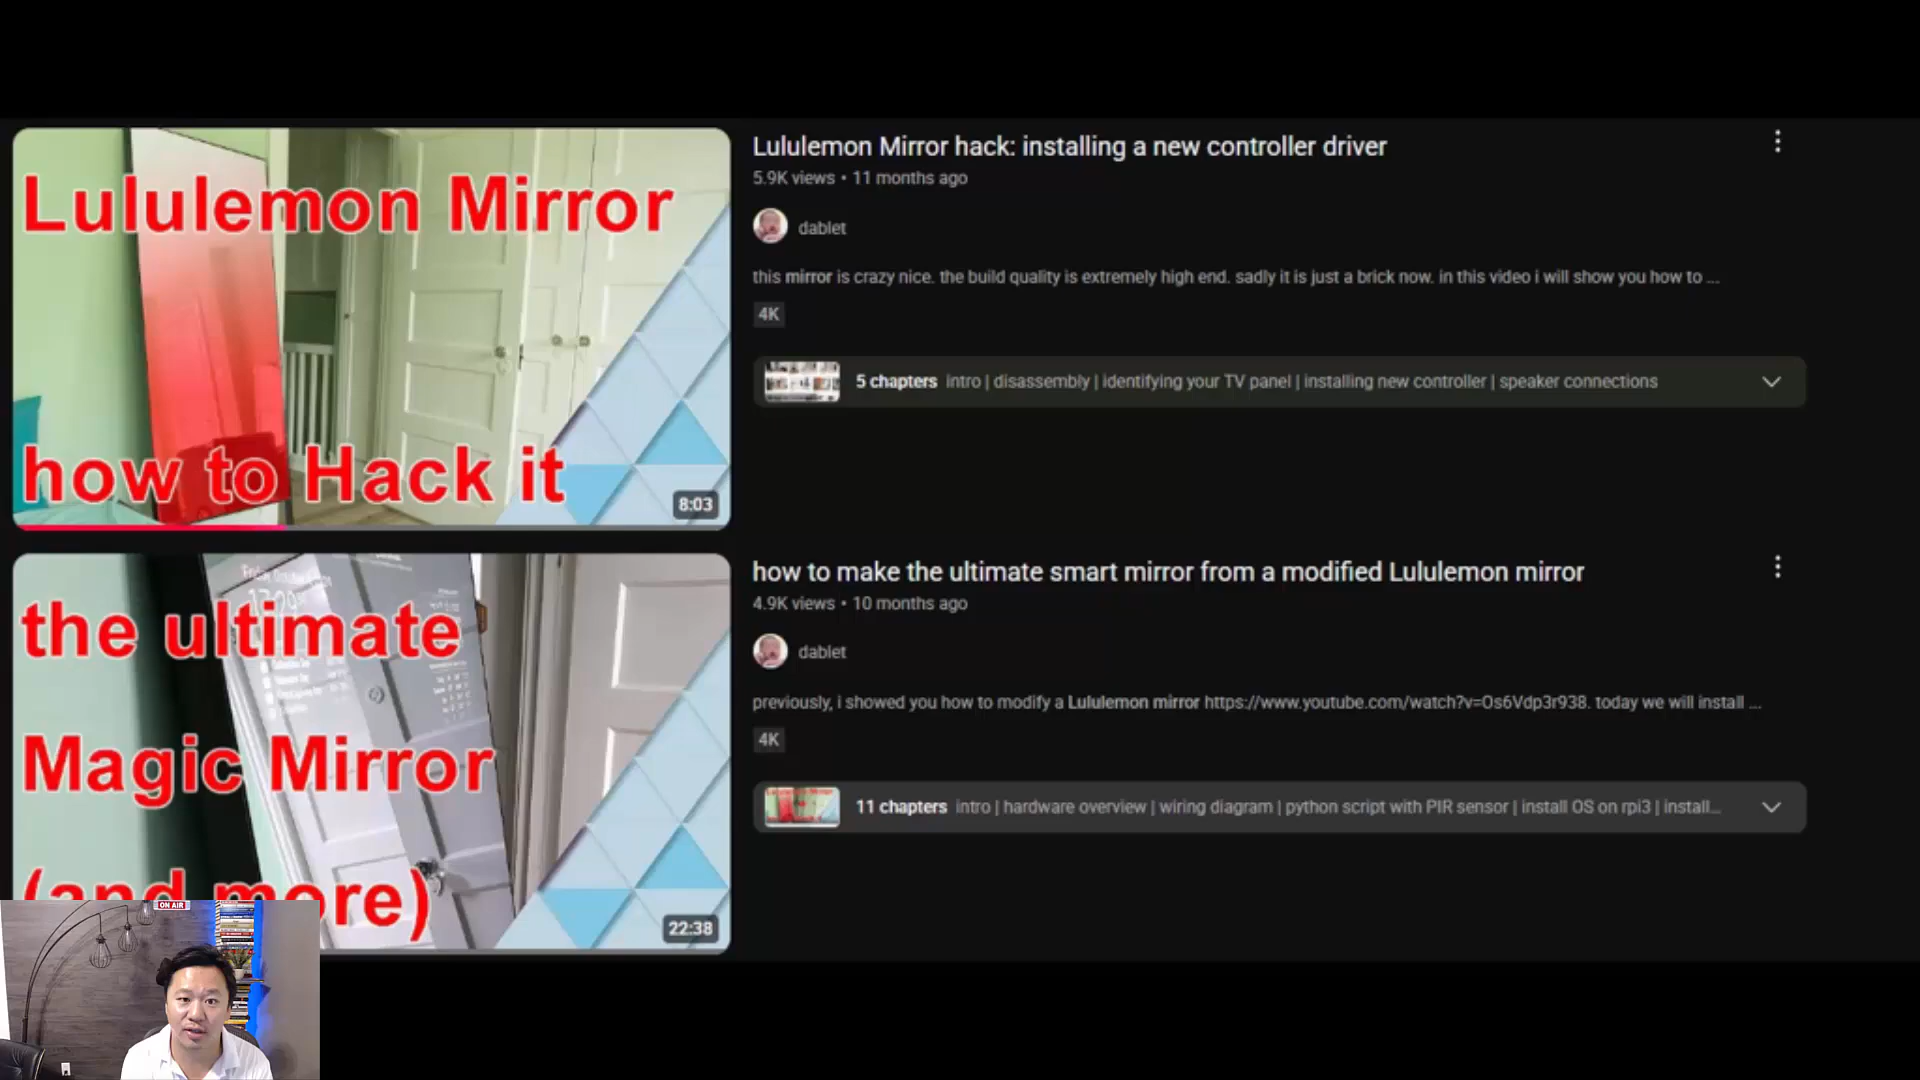 Lululemon Mirror
how to Hack it
8:03
Lululemon Mirror hack: installing a new controller driver
5.9K views • 11 months ago
dablet
this mirror is crazy nice. the build quality is extremely high end. sadly it is just a brick now. in this video i will show you how to ...
4K
5 chapters intro | disassembly | identifying your TV panel | installing new controller | speaker connections
the ultimate
Magic Mirror
(and more)
22:38
how to make the ultimate smart mirror from a modified Lululemon mirror
4.9K views • 10 months ago
dablet
previously, i showed you how to modify a Lululemon mirror https://www.youtube.com/watch?v=Os6Vdp3r938. today we will install ...
4K
11 chapters intro | hardware overview | wiring diagram | python script with PIR sensor | install OS on rpi3 | install...
ON AIR